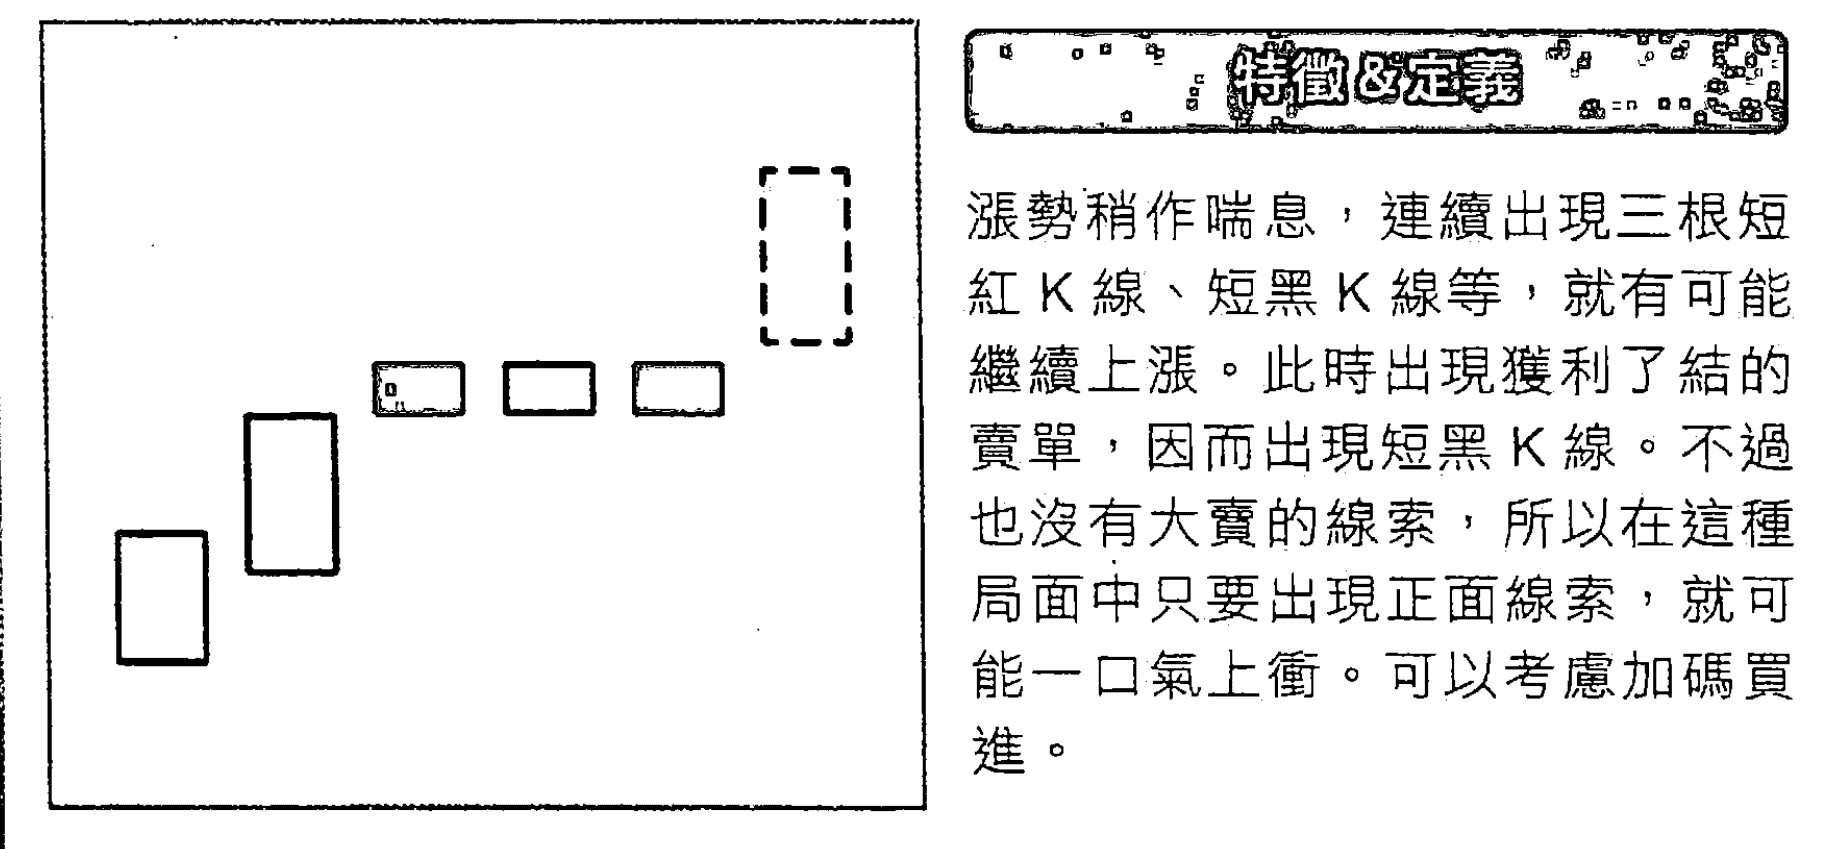 特徵&定義
漲勢稍作喘息，連續出現三根短
紅K線、短黑K線等，就有可能
繼續上漲。此時出現獲利了結的
賣單，因而出現短黑K線。不過
也沒有大賣的線索，所以在這種
局面中只要出現正面線索，就可
能一口氣上衝。可以考慮加碼買
進。